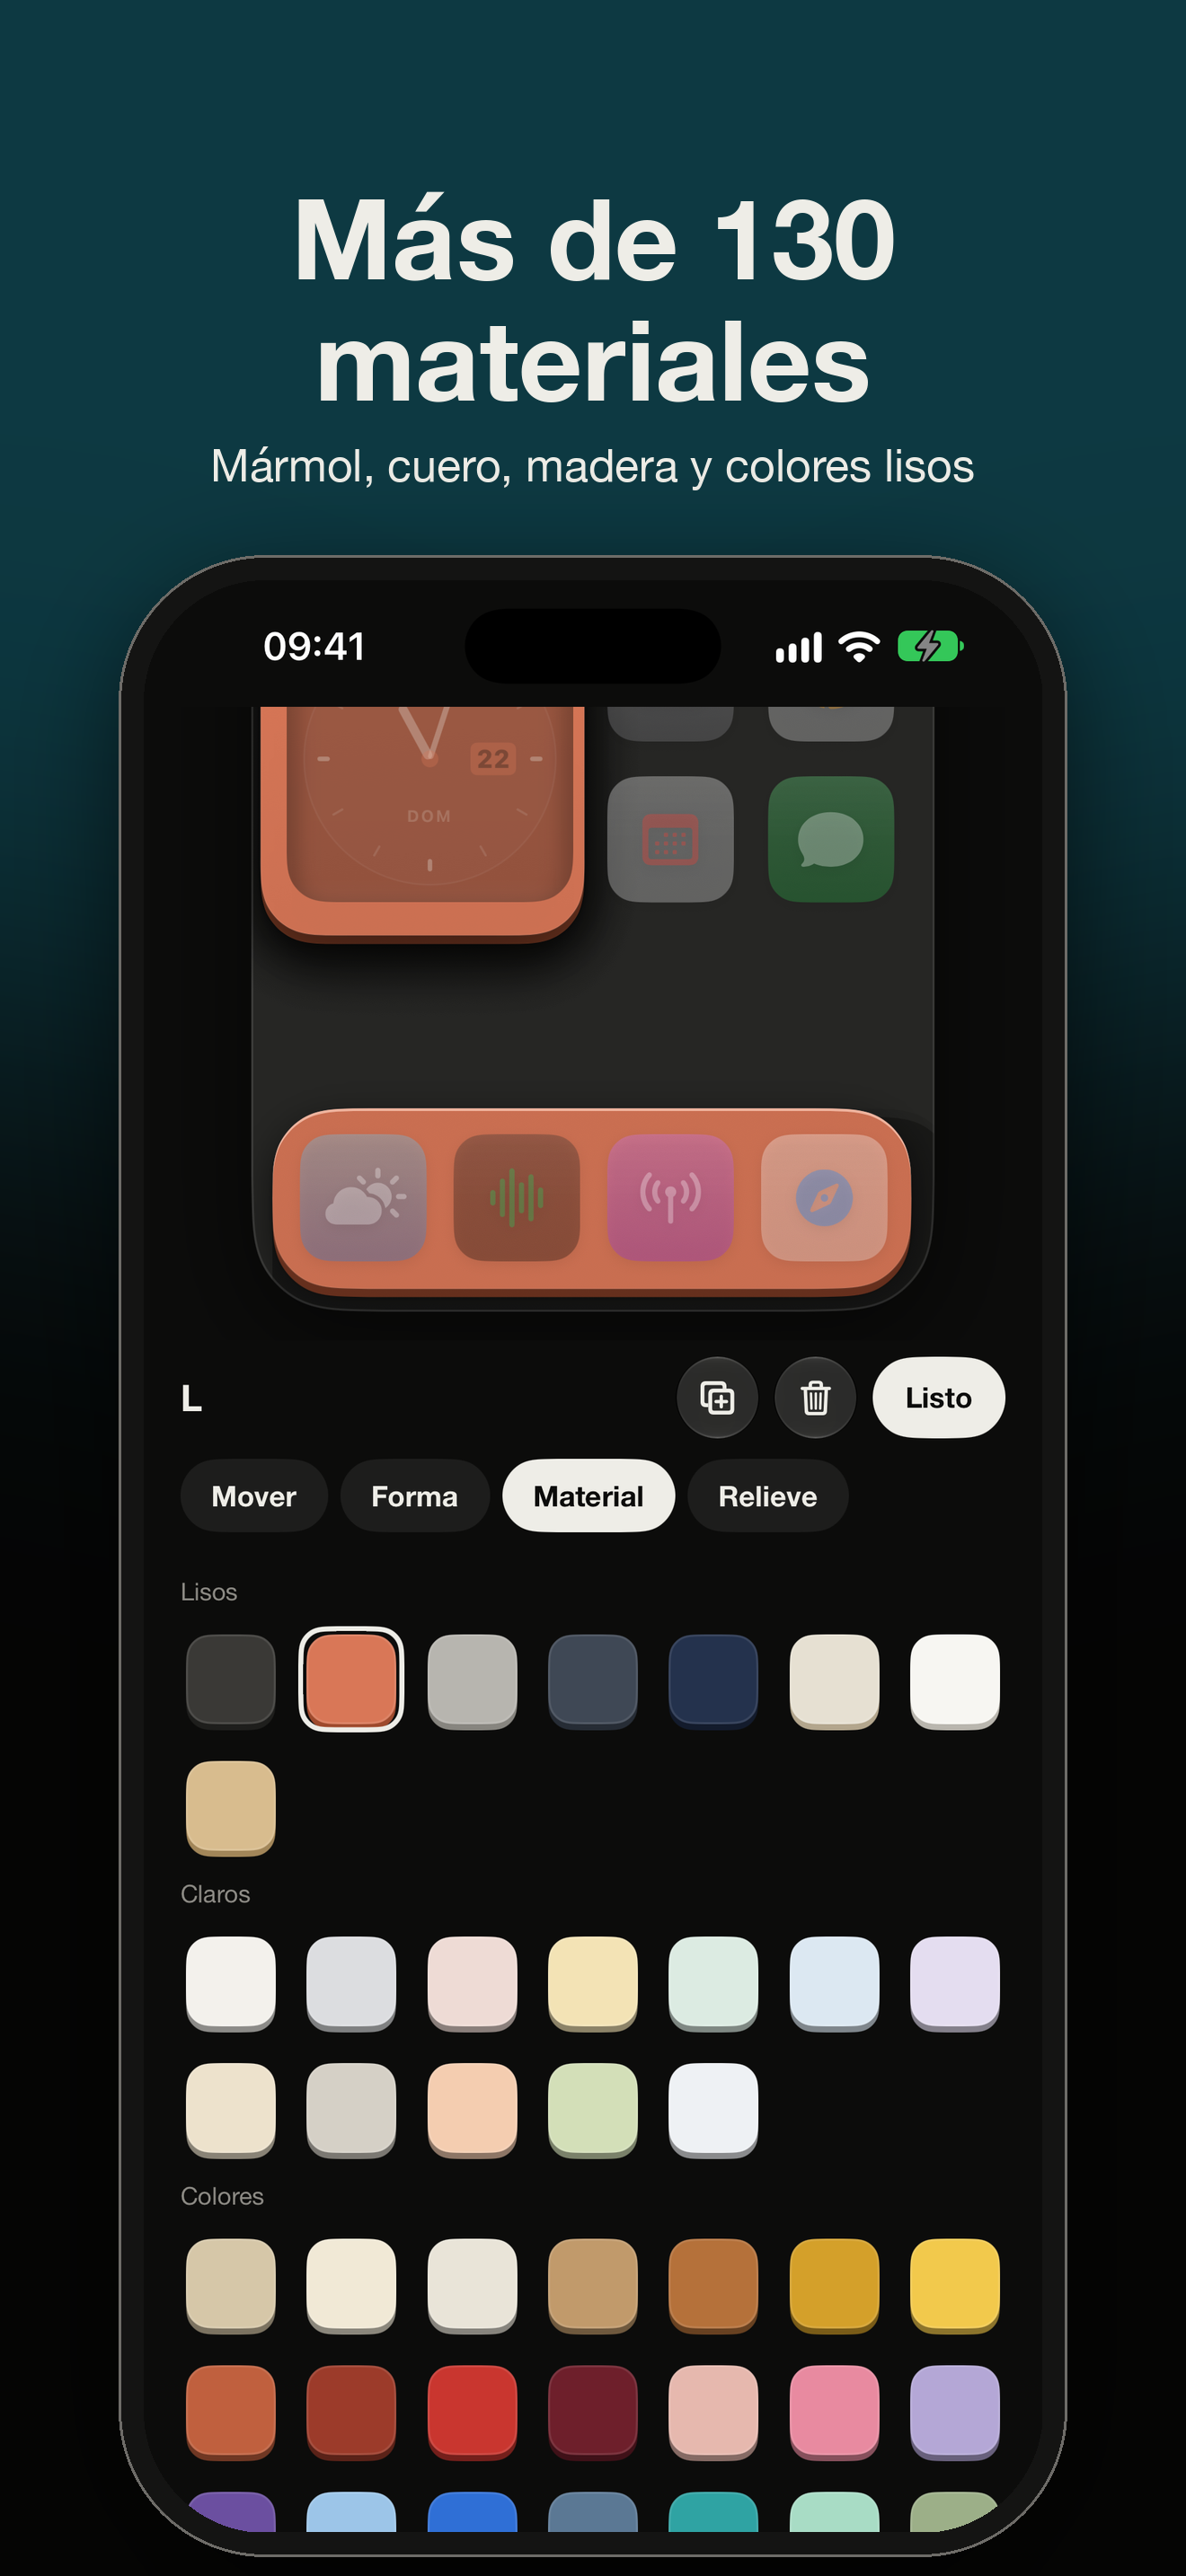 Más de 130
materiales
Mármol, cuero, madera y colores lisos
09:41
22
DOM
L
Listo
Mover
Forma
Material
Relieve
Lisos
Claros
Colores